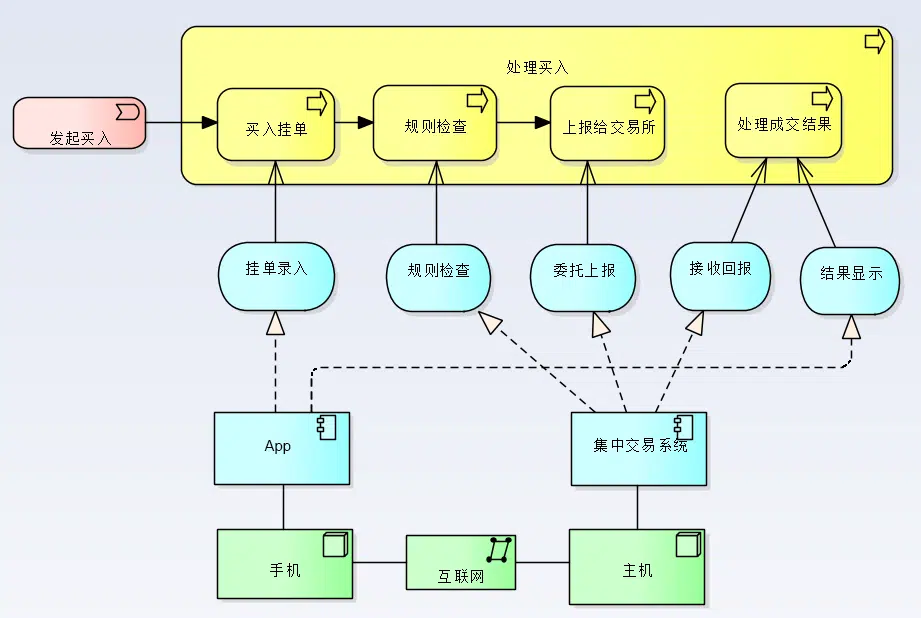 处理买入
发起买入
买入挂单
规则检查
上报给交易所
处理成交结果
挂单录入
规则检查
委托上报
接收回报
结果显示
App
集中交易系统
手机
互联网
主机